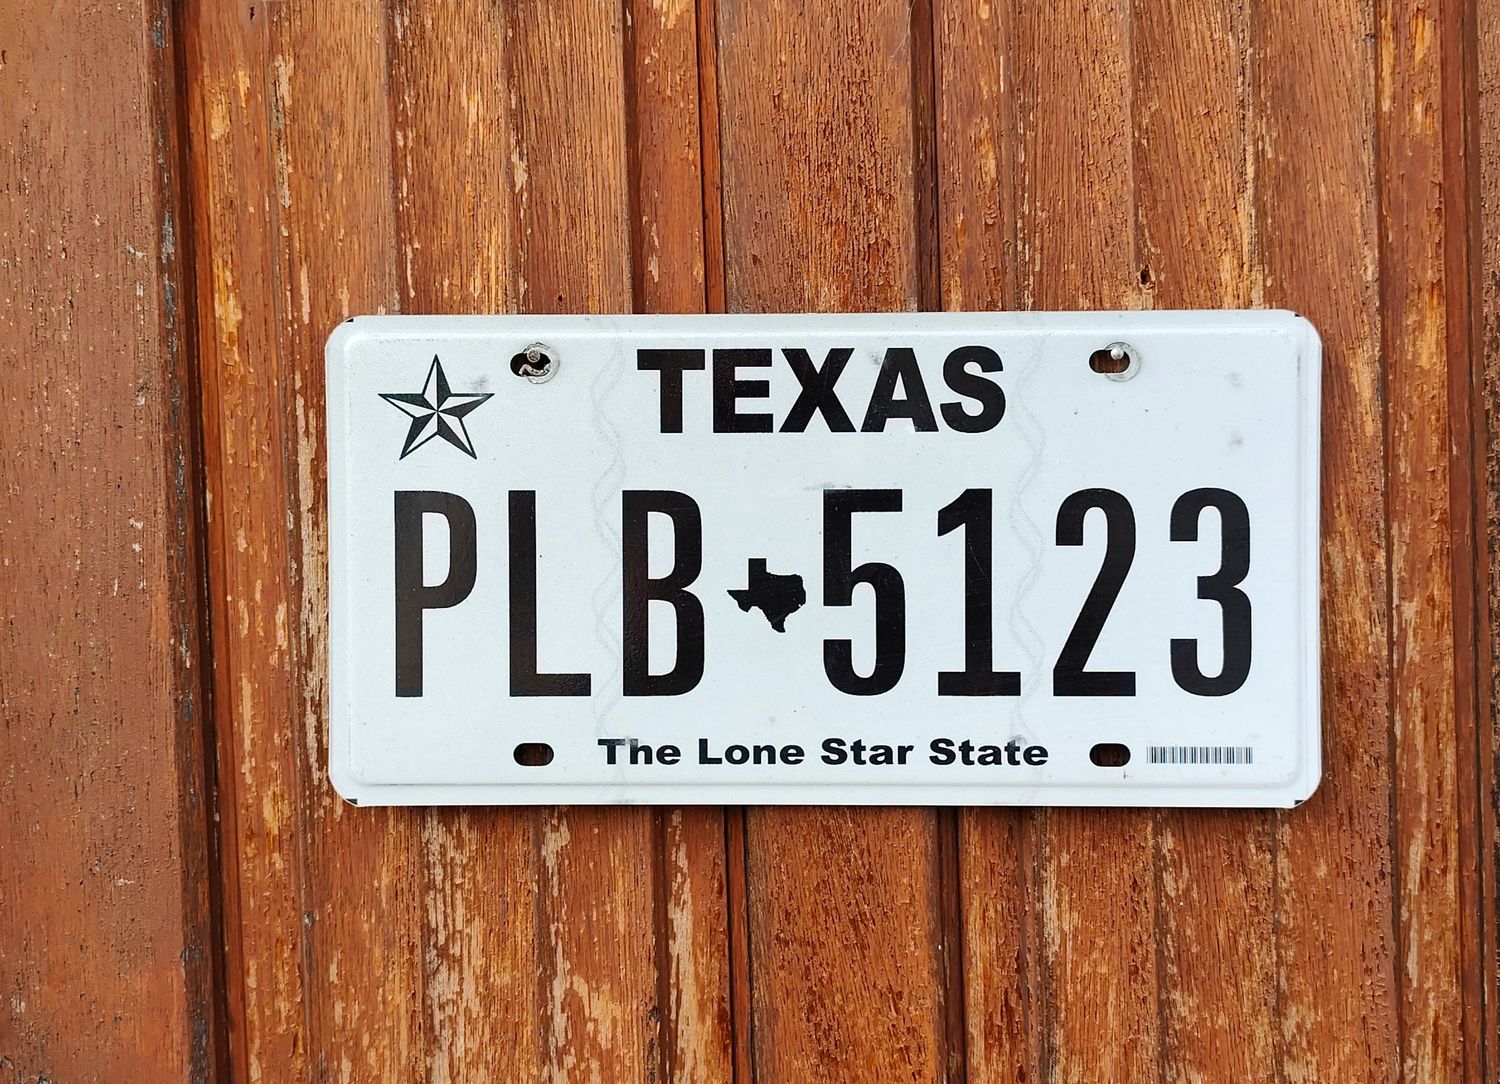 TEXAS
PLB 5123
The Lone Star State